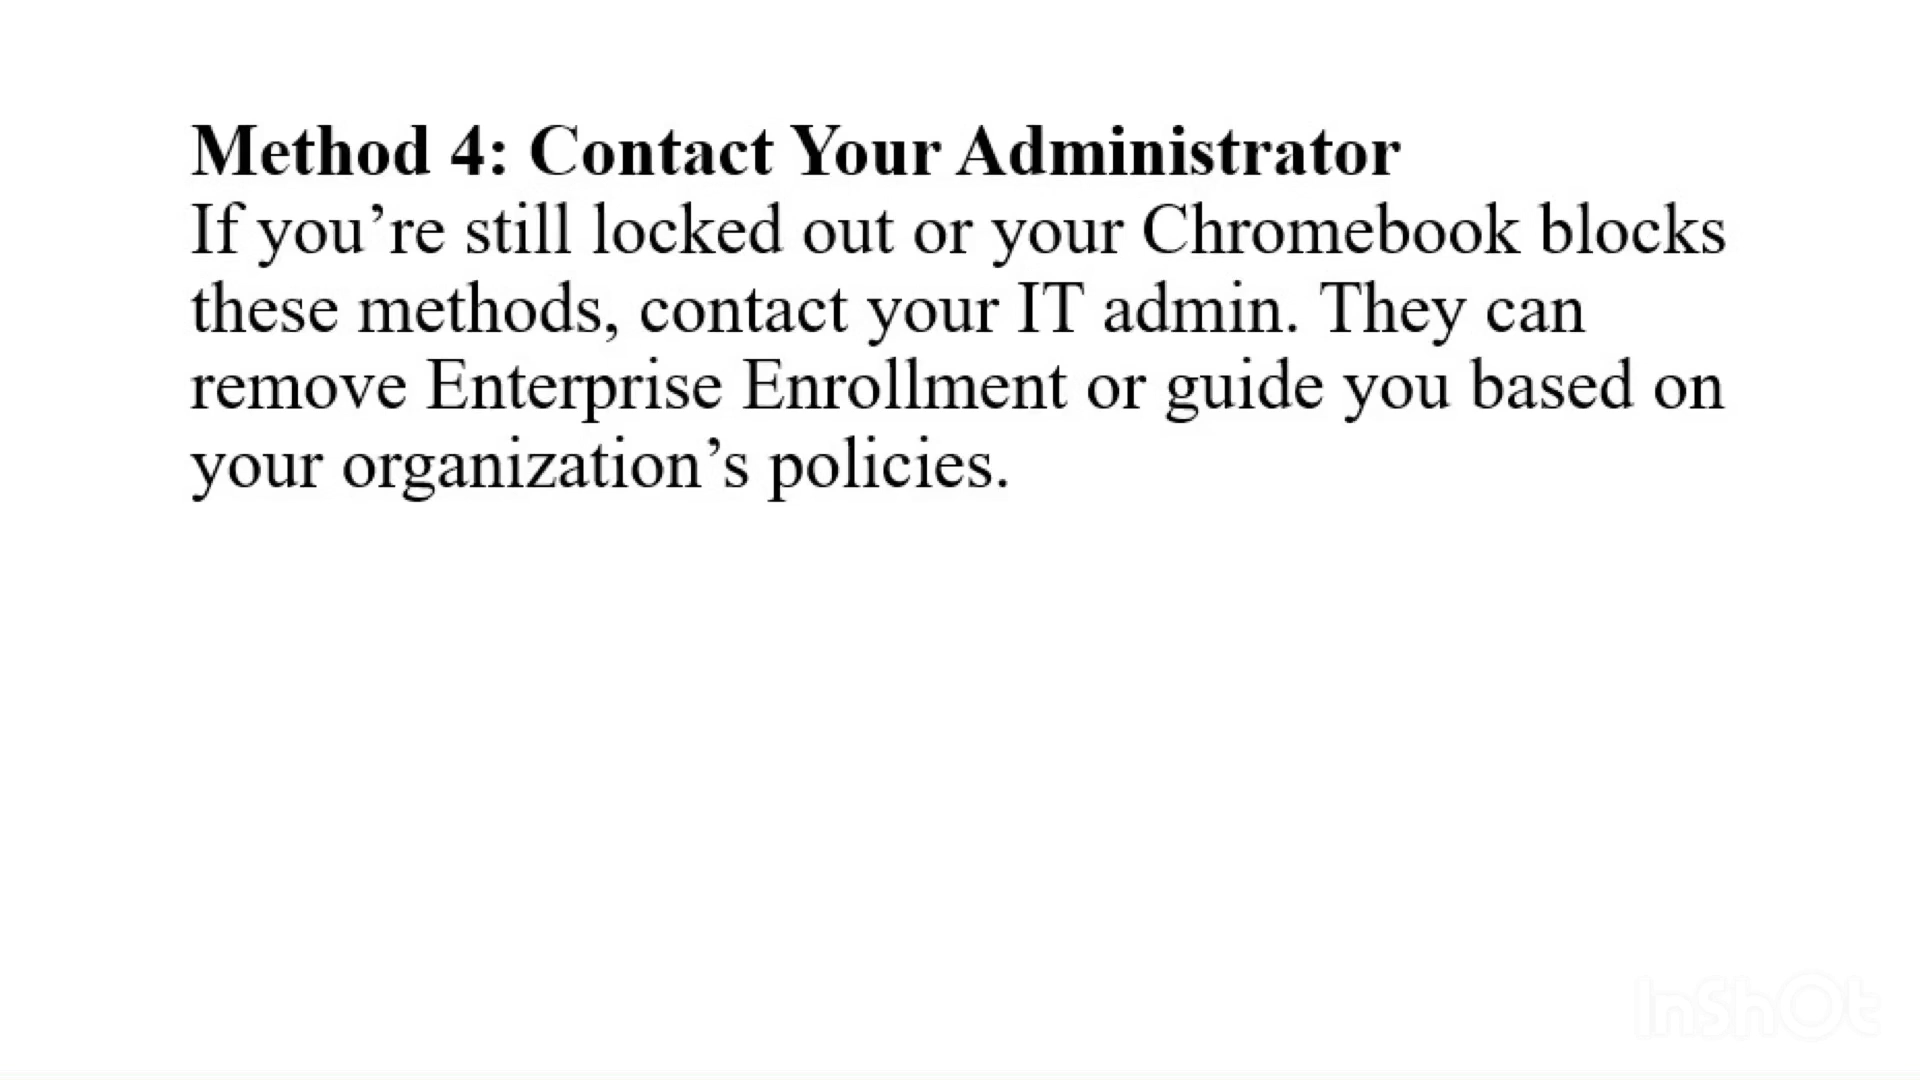 Method 4: Contact Your Administrator
If you’re still locked out or your Chromebook blocks
these methods, contact your IT admin. They can
remove Enterprise Enrollment or guide you based on
your organization’s policies.
InShOt